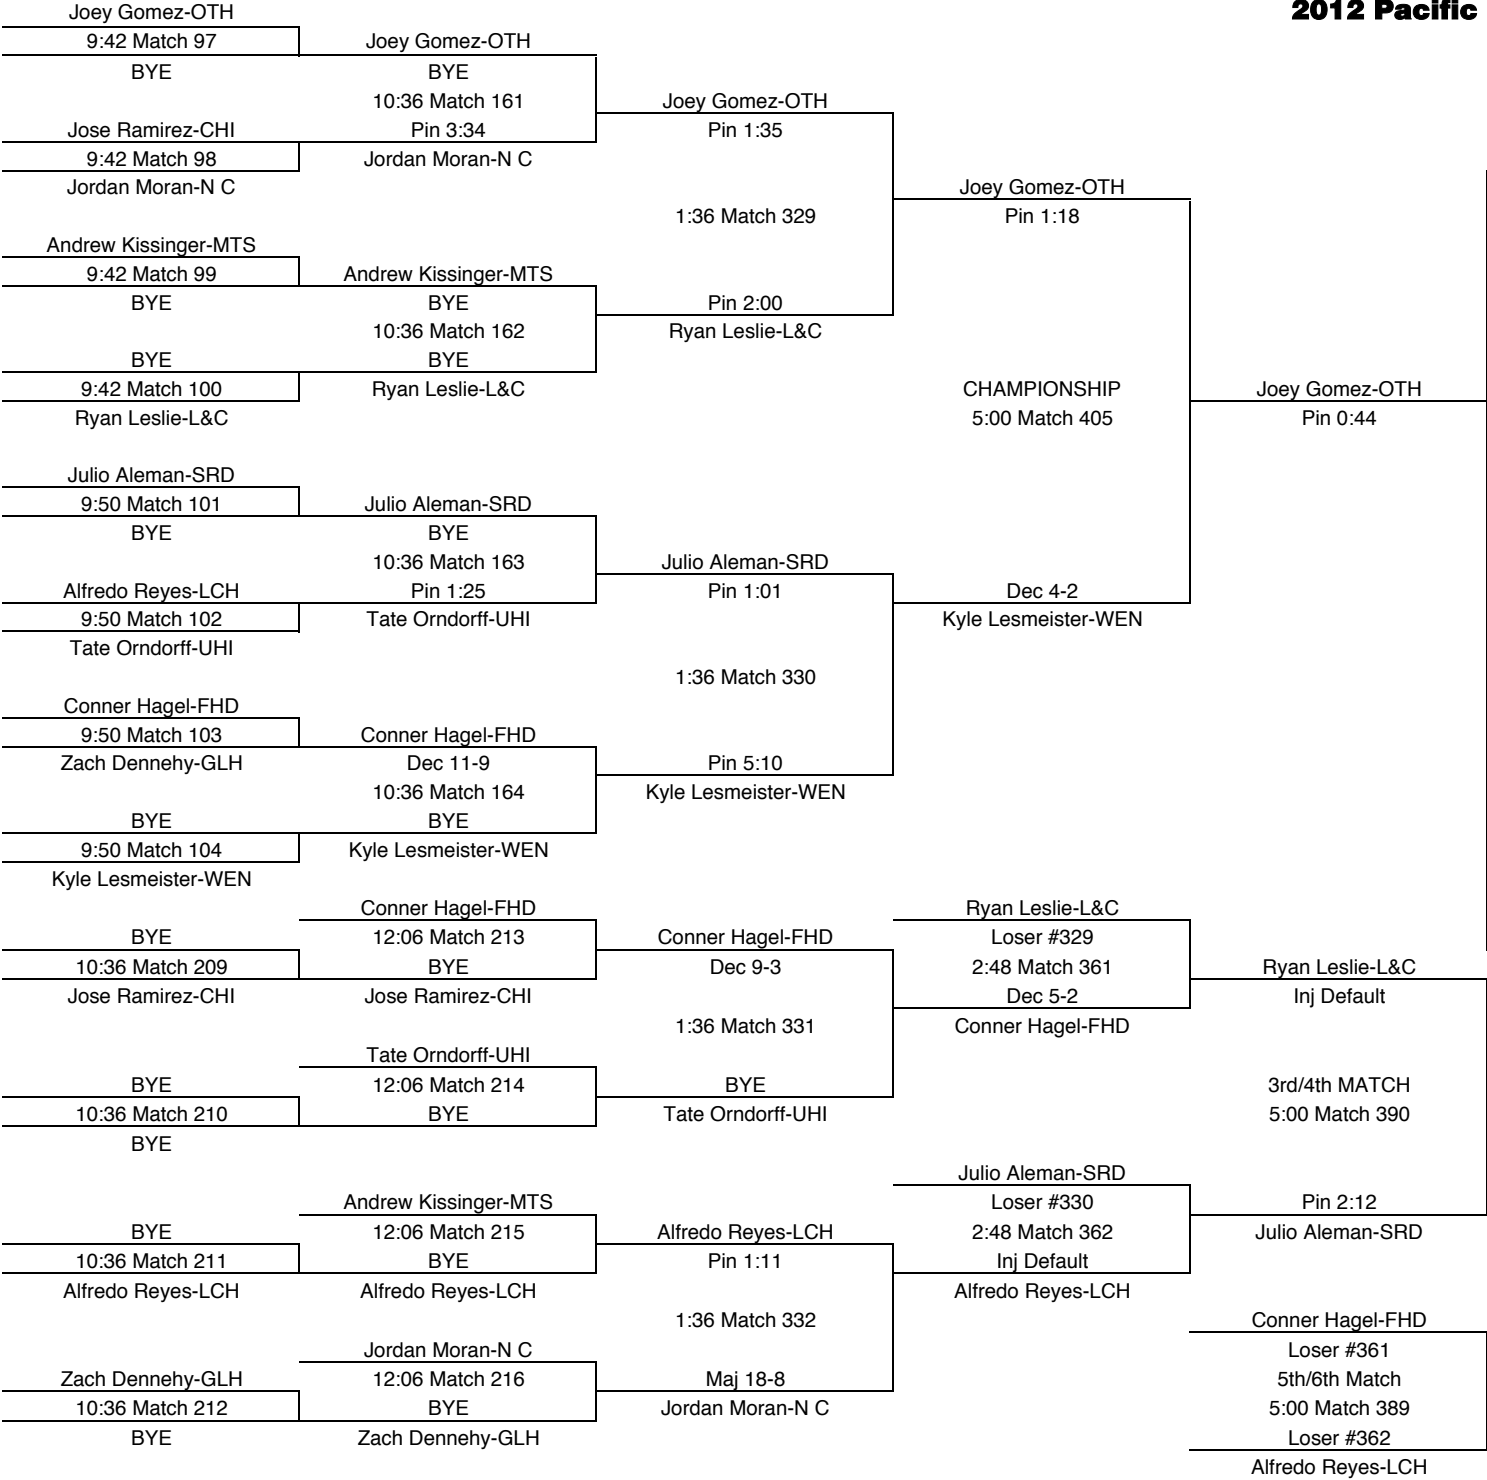 2012 Pacific
Joey Gomez-OTH
9:42 Match 97
BYE
Jose Ramirez-CHI
9:42 Match 98
Jordan Moran-N C
Andrew Kissinger-MTS
9:42 Match 99
BYE
BYE
9:42 Match 100
Ryan Leslie-L&C
Julio Aleman-SRD
9:50 Match 101
BYE
Alfredo Reyes-LCH
9:50 Match 102
Tate Orndorff-UHI
Conner Hagel-FHD
9:50 Match 103
Zach Dennehy-GLH
BYE
9:50 Match 104
Kyle Lesmeister-WEN
Joey Gomez-OTH
BYE
10:36 Match 161
Pin 3:34
Jordan Moran-N C
Andrew Kissinger-MTS
BYE
10:36 Match 162
BYE
Ryan Leslie-L&C
Julio Aleman-SRD
BYE
10:36 Match 163
Pin 1:25
Tate Orndorff-UHI
Conner Hagel-FHD
Dec 11-9
10:36 Match 164
BYE
Kyle Lesmeister-WEN
Joey Gomez-OTH
Pin 1:35
1:36 Match 329
Pin 2:00
Ryan Leslie-L&C
Julio Aleman-SRD
Pin 1:01
1:36 Match 330
Pin 5:10
Kyle Lesmeister-WEN
Joey Gomez-OTH
Pin 1:18
CHAMPIONSHIP
5:00 Match 405
Dec 4-2
Kyle Lesmeister-WEN
Joey Gomez-OTH
Pin 0:44
BYE
10:36 Match 209
Jose Ramirez-CHI
BYE
10:36 Match 210
BYE
BYE
10:36 Match 211
Alfredo Reyes-LCH
Zach Dennehy-GLH
10:36 Match 212
BYE
Conner Hagel-FHD
12:06 Match 213
BYE
Jose Ramirez-CHI
Tate Orndorff-UHI
12:06 Match 214
BYE
Andrew Kissinger-MTS
12:06 Match 215
BYE
Alfredo Reyes-LCH
Jordan Moran-N C
12:06 Match 216
BYE
Zach Dennehy-GLH
Conner Hagel-FHD
Dec 9-3
1:36 Match 331
BYE
Tate Orndorff-UHI
Alfredo Reyes-LCH
Pin 1:11
1:36 Match 332
Maj 18-8
Jordan Moran-N C
Ryan Leslie-L&C
Loser #329
2:48 Match 361
Dec 5-2
Conner Hagel-FHD
Julio Aleman-SRD
Loser #330
2:48 Match 362
Inj Default
Alfredo Reyes-LCH
Ryan Leslie-L&C
Inj Default
3rd/4th MATCH
5:00 Match 390
Pin 2:12
Julio Aleman-SRD
Conner Hagel-FHD
Loser #361
5th/6th Match
5:00 Match 389
Loser #362
Alfredo Reyes-LCH